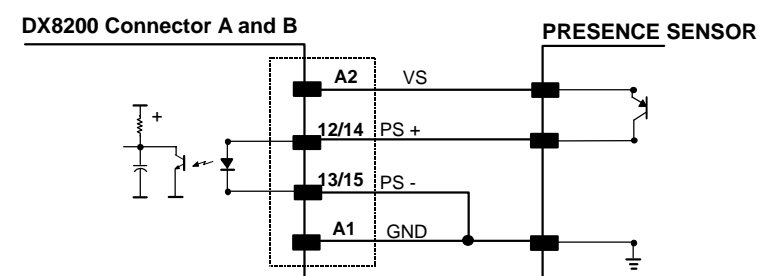 DX8200 Connector A and B
PRESENCE SENSOR
A2 VS
12/14 PS +
13/15 PS -
A1 GND
+